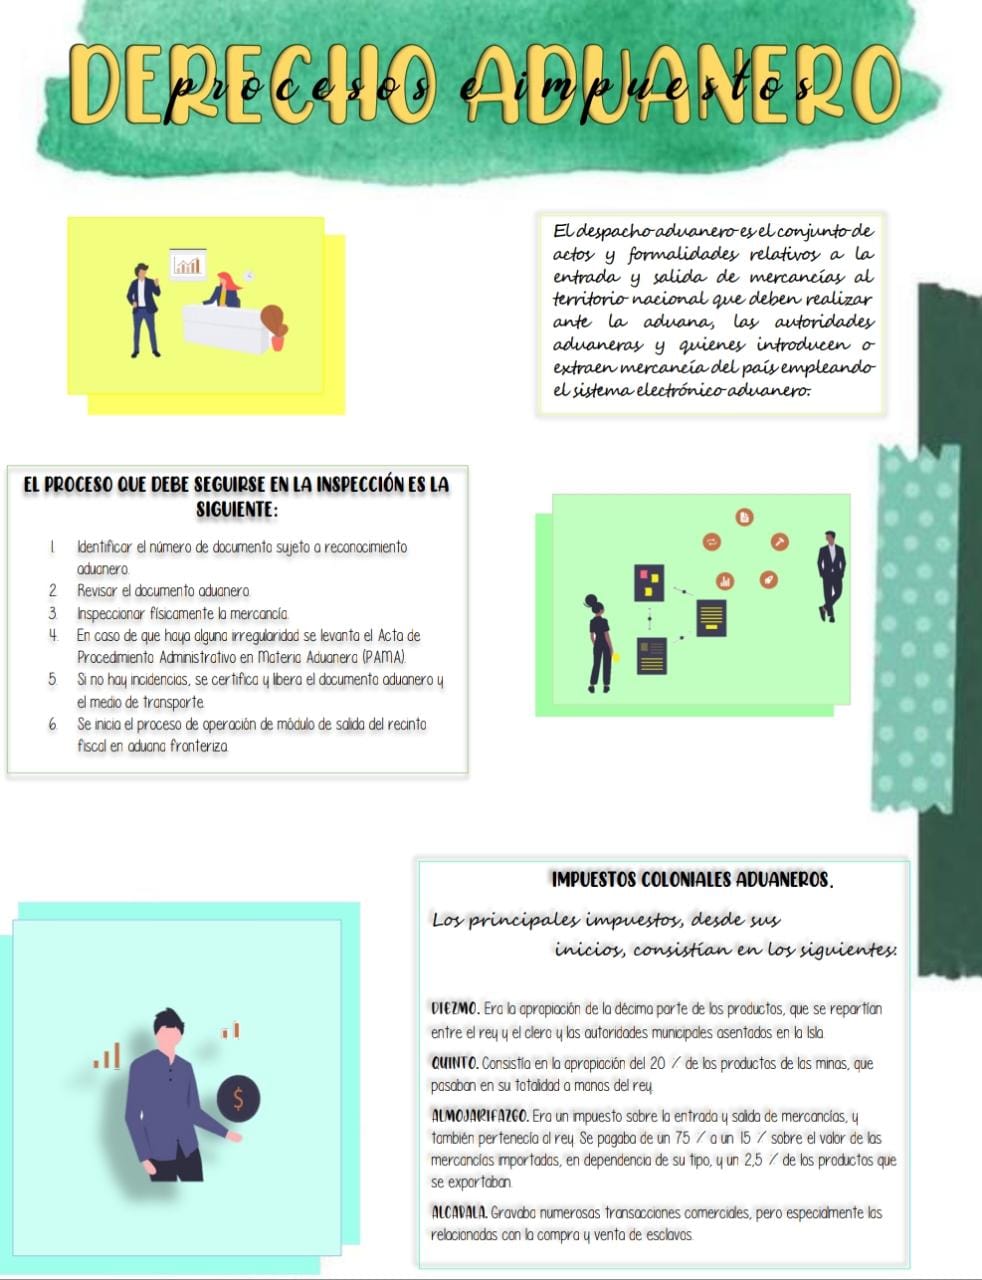 DERECHO ADUANERO
procesos e impuestos
El despacho aduanero es el conjunto de
actos y formalidades relativos a la
entrada y salida de mercancías al
territorio nacional que deben realizar
ante la aduana, las autoridades
aduaneras y quienes introducen o
extraen mercancía del país empleando
el sistema electrónico aduanero.
EL PROCESO QUE DEBE SEGUIRSE EN LA INSPECCIÓN ES LA
SIGUIENTE:
1. Identificar el número de documento sujeto a reconocimiento
aduanero.
2. Revisar el documento aduanero.
3. Inspeccionar físicamente la mercancía.
4. En caso de que haya alguna irregularidad se levanta el Acta de
Procedimiento Administrativo en Materia Aduanera (PAMA).
5. Si no hay incidencias, se certifica y libera el documento aduanero y
el medio de transporte.
6. Se inicia el proceso de operación de módulo de salida del recinto
fiscal en aduana fronteriza.
IMPUESTOS COLONIALES ADUANEROS.
Los principales impuestos, desde sus
inicios, consistían en los siguientes:
DIEZMO. Era la apropiación de la décima parte de los productos, que se repartían
entre el rey y el clero y las autoridades municipales asentados en la Isla.
QUINTO. Consistía en la apropiación del 20 % de los productos de las minas, que
pasaban en su totalidad a manos del rey.
ALMOJARIFAZGO. Era un impuesto sobre la entrada y salida de mercancías, y
también pertenecía al rey. Se pagaba de un 75 % a un 15 % sobre el valor de las
mercancías importadas, en dependencia de su tipo, y un 2,5 % de los productos que
se exportaban.
ALCABALA. Gravaba numerosas transacciones comerciales, pero especialmente las
relacionadas con la compra y venta de esclavos.
$